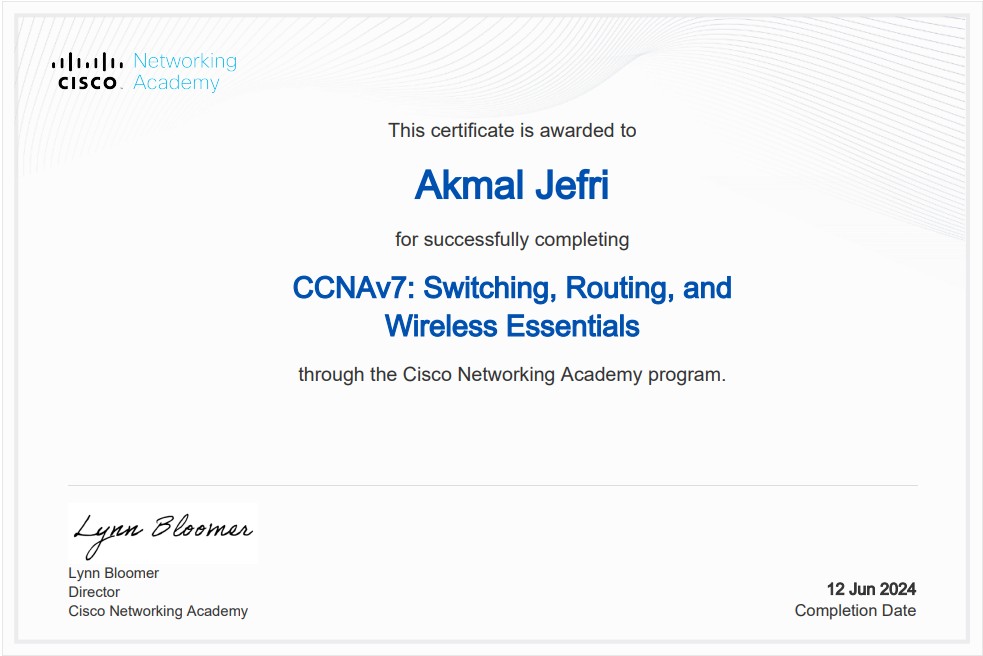 Networking
CISCO. Academy
This certificate is awarded to
Akmal Jefri
for successfully completing
CCNAv7: Switching, Routing, and
Wireless Essentials
through the Cisco Networking Academy program.
Lynn Bloomer
Lynn Bloomer
Director
Cisco Networking Academy
12 Jun 2024
Completion Date